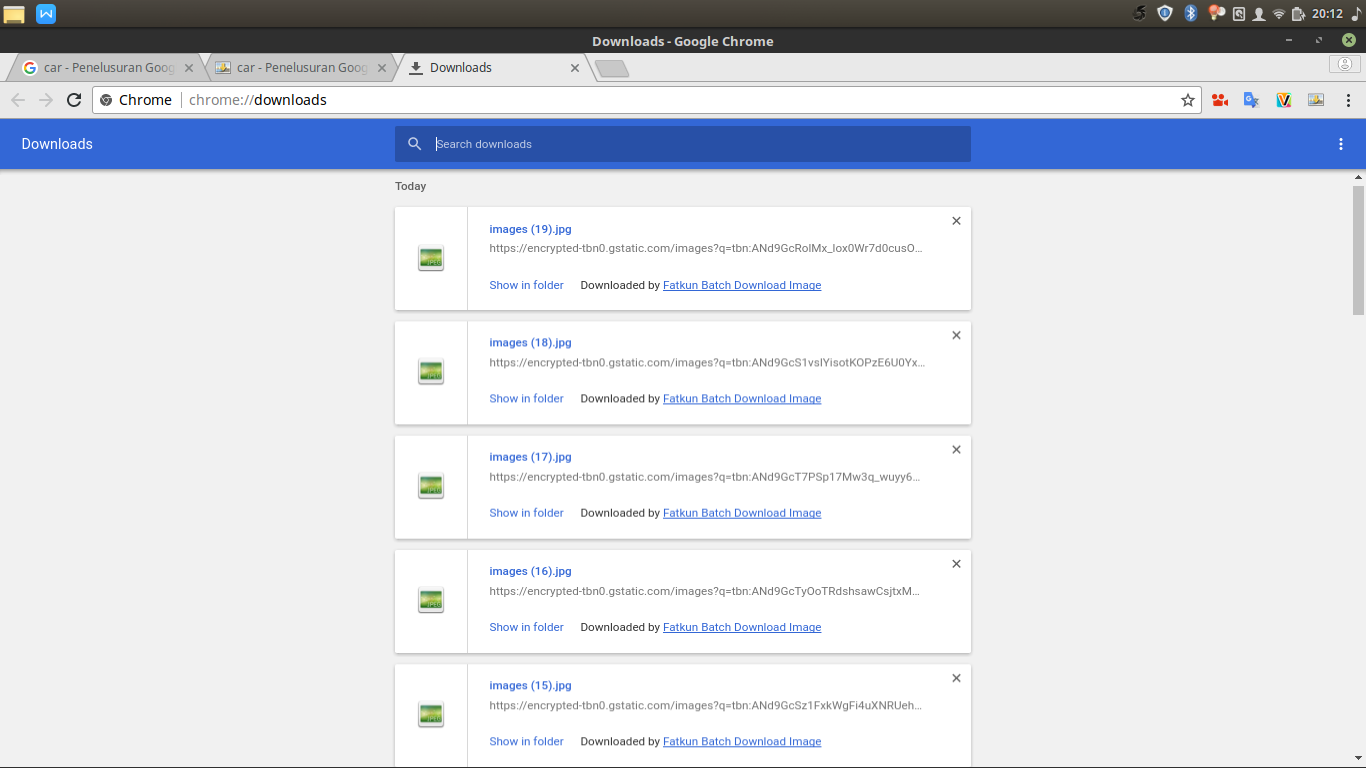 20:12
Downloads - Google Chrome
car - Penelusuran Goog
car - Penelusuran Goog
Downloads
Chrome
chrome://downloads
Downloads
Search downloads
Today
images (19).jpg
https://encrypted-tbn0.gstatic.com/images?q=tbn:ANd9GcRolMx_lox0Wr7d0cusO...
Show in folder Downloaded by Fatkun Batch Download Image
images (18).jpg
https://encrypted-tbn0.gstatic.com/images?q=tbn:ANd9GcS1vslYisotKOPzE6U0Yx...
Show in folder Downloaded by Fatkun Batch Download Image
images (17).jpg
https://encrypted-tbn0.gstatic.com/images?q=tbn:ANd9GcT7PSp17Mw3q_wuyy6...
Show in folder Downloaded by Fatkun Batch Download Image
images (16).jpg
https://encrypted-tbn0.gstatic.com/images?q=tbn:ANd9GcTyOoTRdshsawCsjtxM...
Show in folder Downloaded by Fatkun Batch Download Image
images (15).jpg
https://encrypted-tbn0.gstatic.com/images?q=tbn:ANd9GcSz1FxkWgFi4uXNRUeh...
Show in folder Downloaded by Fatkun Batch Download Image